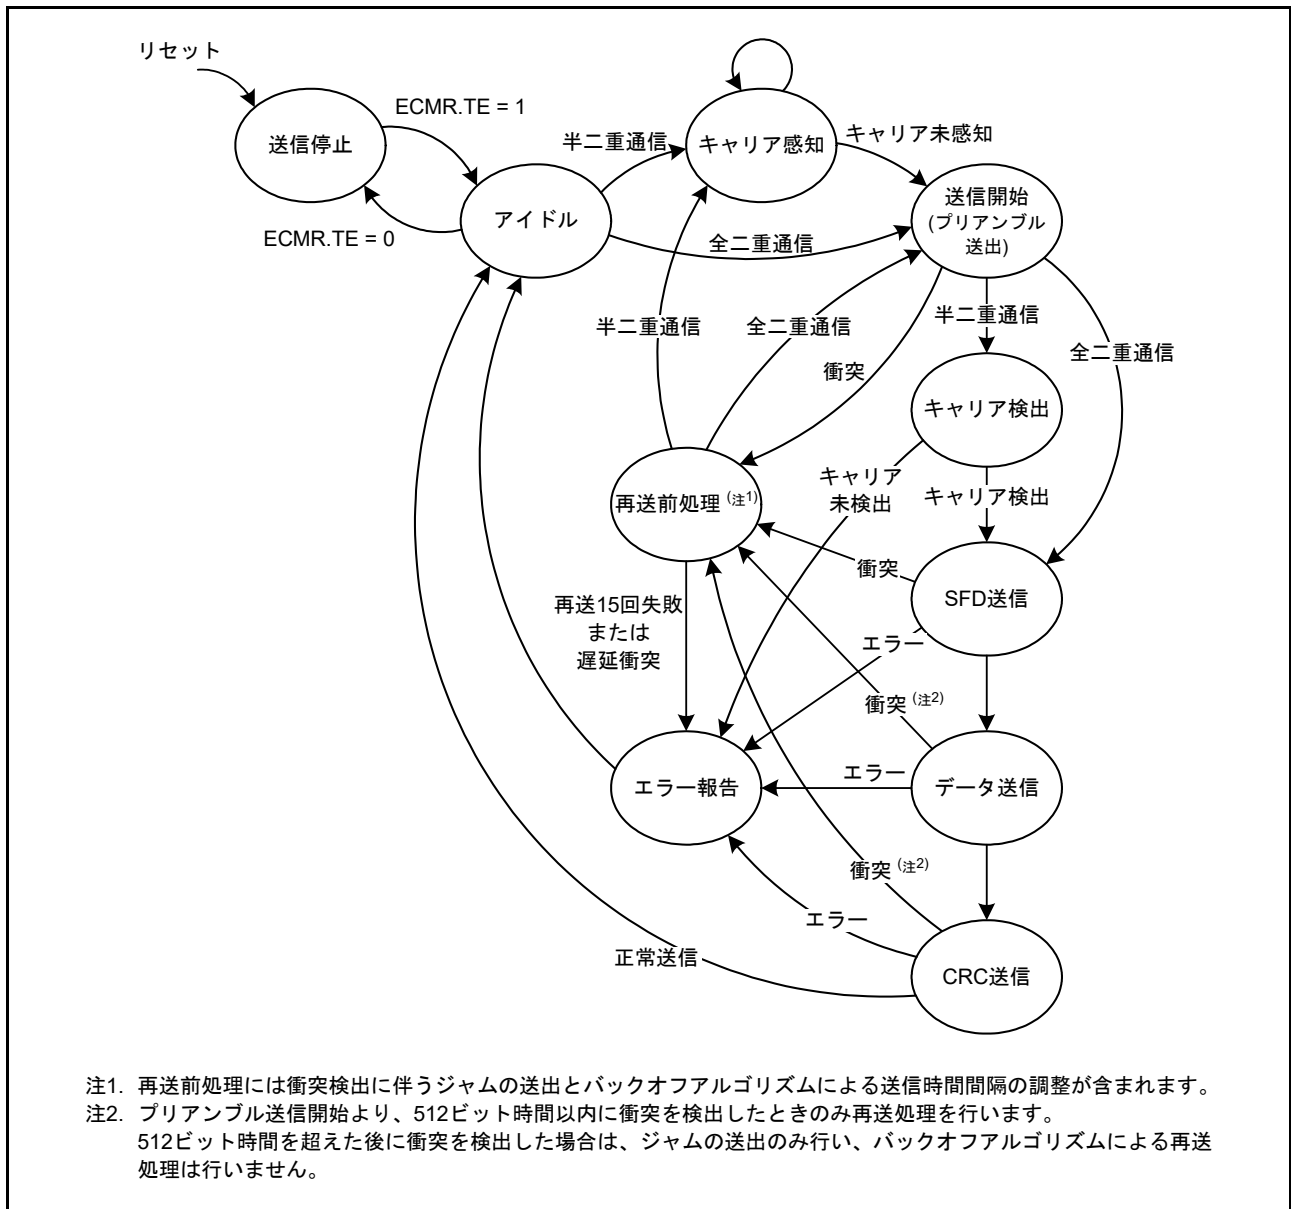 リセット
ECMR.TE = 1
送信停止
半二重通信
キャリア感知
キャリア未感知
送信開始
(プリアンブル
送出)
アイドル
ECMR.TE = 0
全二重通信
半二重通信
全二重通信
半二重通信
全二重通信
衝突
キャリア検出
キャリア
未検出
キャリア検出
再送前処理 (注1)
衝突
SFD送信
再送15回失敗
または
遅延衝突
エラー
衝突 (注2)
エラー報告
エラー
データ送信
衝突 (注2)
エラー
正常送信
CRC送信
注1. 再送前処理には衝突検出に伴うジャムの送出とバックオフアルゴリズムによる送信時間間隔の調整が含まれます。
注2. プリアンブル送信開始より、512ビット時間以内に衝突を検出したときのみ再送処理を行います。
512ビット時間を超えた後に衝突を検出した場合は、ジャムの送出のみ行い、バックオフアルゴリズムによる再送
処理は行いません。